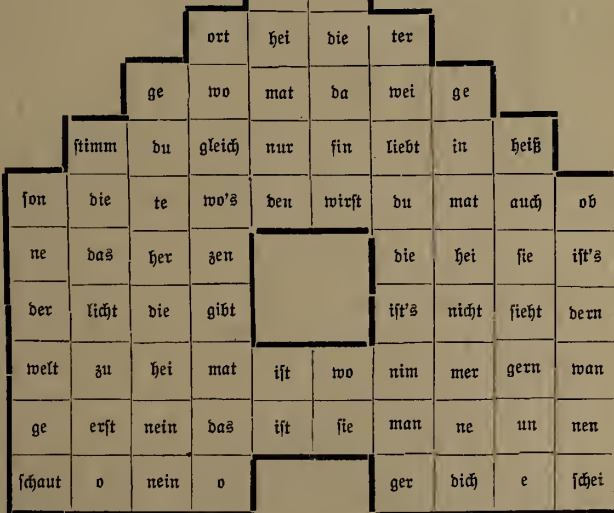 ort hei die ter
ge wo mat da wei ge
stimm du gleich nur fin liebt in heiß
son die te wo's den wirst du mat auch ob
ne das her zen die hei sie ist's
der licht die gibt ist's nicht sieht dern
welt zu hei mat ist wo nim mer gern wan
ge erst nein das ist sie man ne un nen
schaut o nein o ger dich e schei